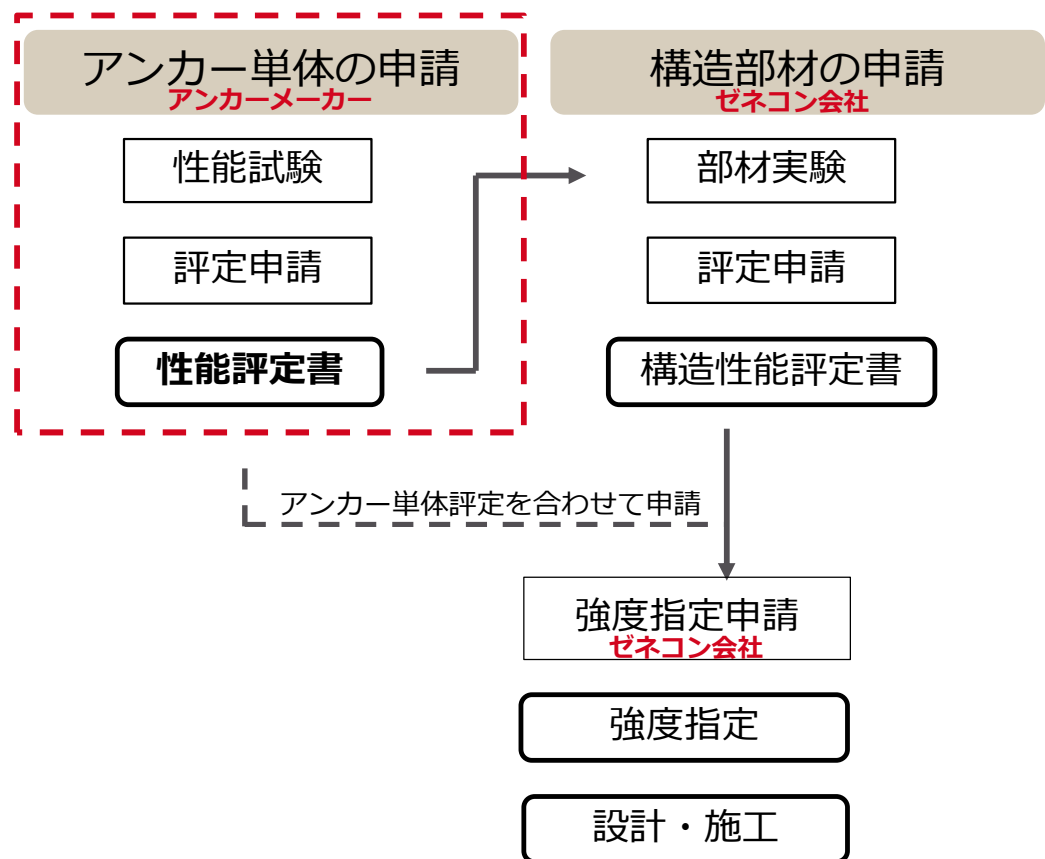 アンカー単体の申請
アンカーメーカー
性能試験
評定申請
性能評定書
構造部材の申請
ゼネコン会社
部材実験
評定申請
構造性能評定書
アンカー単体評定を合わせて申請
強度指定申請
ゼネコン会社
強度指定
設計・施工